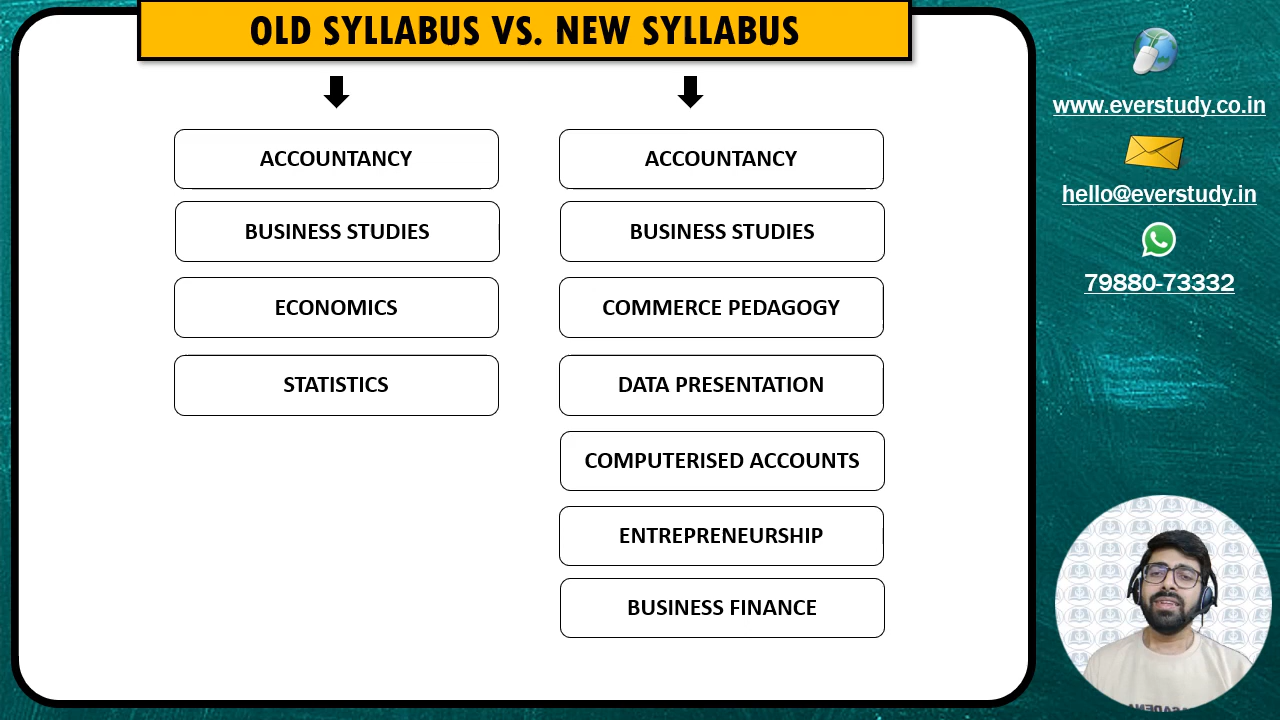 OLD SYLLABUS VS. NEW SYLLABUS
ACCOUNTANCY
BUSINESS STUDIES
ECONOMICS
STATISTICS
ACCOUNTANCY
BUSINESS STUDIES
COMMERCE PEDAGOGY
DATA PRESENTATION
COMPUTERISED ACCOUNTS
ENTREPRENEURSHIP
BUSINESS FINANCE
www.everstudy.co.in
hello@everstudy.in
79880-73332